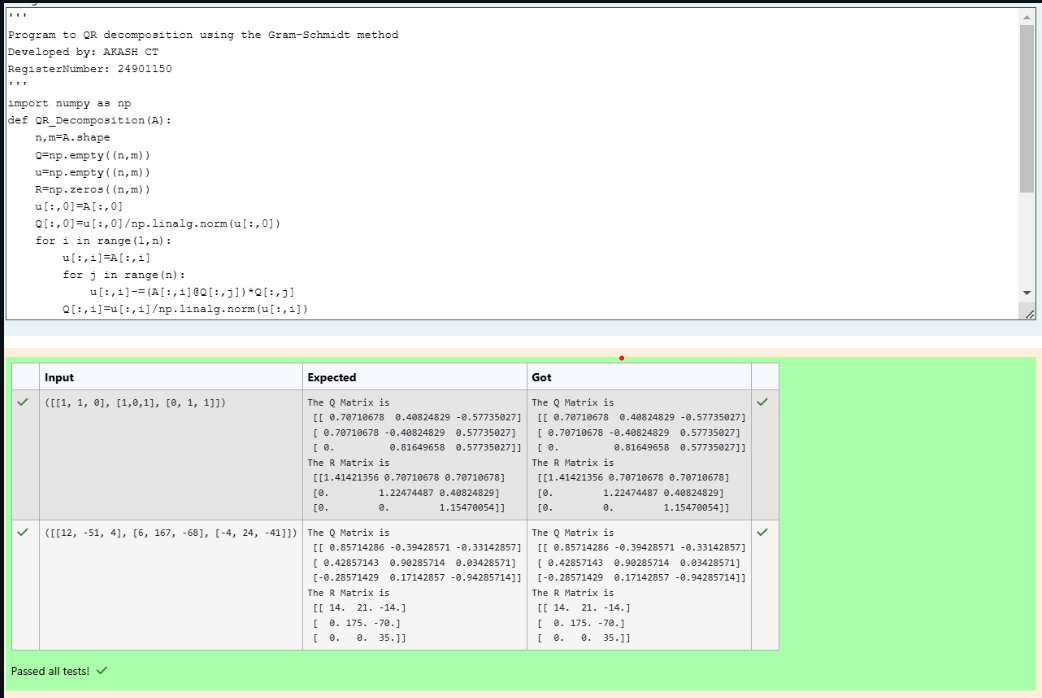 '''
Program to QR decomposition using the Gram-Schmidt method
Developed by: AKASH CT
RegisterNumber: 24901150
'''
import numpy as np
def QR_Decomposition(A):
    n,m=A.shape
    Q=np.empty((n,m))
    u=np.empty((n,m))
    R=np.zeros((n,m))
    u[:,0]=A[:,0]
    Q[:,0]=u[:,0]/np.linalg.norm(u[:,0])
    for i in range(1,n):
        u[:,i]=A[:,i]
        for j in range(n):
            u[:,i]-=(A[:,i]@Q[:,j])*Q[:,j]
        Q[:,i]=u[:,i]/np.linalg.norm(u[:,i])
Input Expected Got
([[1, 1, 0], [1,0,1], [0, 1, 1]])
The Q Matrix is
[[ 0.70710678  0.40824829 -0.57735027]
[ 0.70710678 -0.40824829  0.57735027]
[ 0.          0.81649658  0.57735027]]
The R Matrix is
[[1.41421356 0.70710678 0.70710678]
[0.         1.22474487 0.40824829]
[0.         0.         1.15470054]]
The Q Matrix is
[[ 0.70710678  0.40824829 -0.57735027]
[ 0.70710678 -0.40824829  0.57735027]
[ 0.          0.81649658  0.57735027]]
The R Matrix is
[[1.41421356 0.70710678 0.70710678]
[0.         1.22474487 0.40824829]
[0.         0.         1.15470054]]
([[12, -51, 4], [6, 167, -68], [-4, 24, -41]])
The Q Matrix is
[[ 0.85714286 -0.39428571 -0.33142857]
[ 0.42857143  0.90285714  0.03428571]
[-0.28571429  0.17142857 -0.94285714]]
The R Matrix is
[[ 14.  21. -14.]
[  0. 175. -70.]
[  0.   0.  35.]]
The Q Matrix is
[[ 0.85714286 -0.39428571 -0.33142857]
[ 0.42857143  0.90285714  0.03428571]
[-0.28571429  0.17142857 -0.94285714]]
The R Matrix is
[[ 14.  21. -14.]
[  0. 175. -70.]
[  0.   0.  35.]]
Passed all tests!